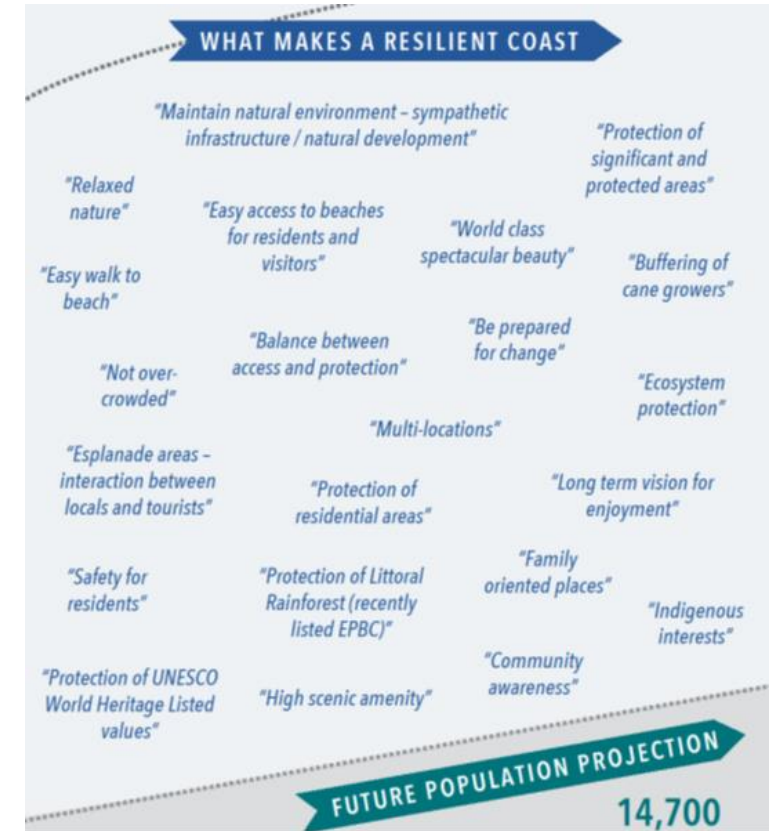 WHAT MAKES A RESILIENT COAST
"Maintain natural environment – sympathetic
infrastructure / natural development"
"Protection of
significant and
protected areas"
"Relaxed
nature"
"Easy access to beaches
for residents and
visitors"
"World class
spectacular beauty"
"Buffering of
cane growers"
"Easy walk to
beach"
"Be prepared
for change"
"Balance between
access and protection"
"Not over-
crowded"
"Ecosystem
protection"
"Multi-locations"
"Esplanade areas –
interaction between
locals and tourists"
"Protection of
residential areas"
"Long term vision for
enjoyment"
"Safety for
residents"
"Protection of Littoral
Rainforest (recently
listed EPBC)"
"Family
oriented places"
"Indigenous
interests"
"Protection of UNESCO
World Heritage Listed
values"
"High scenic amenity"
"Community
awareness"
FUTURE POPULATION PROJECTION
14,700